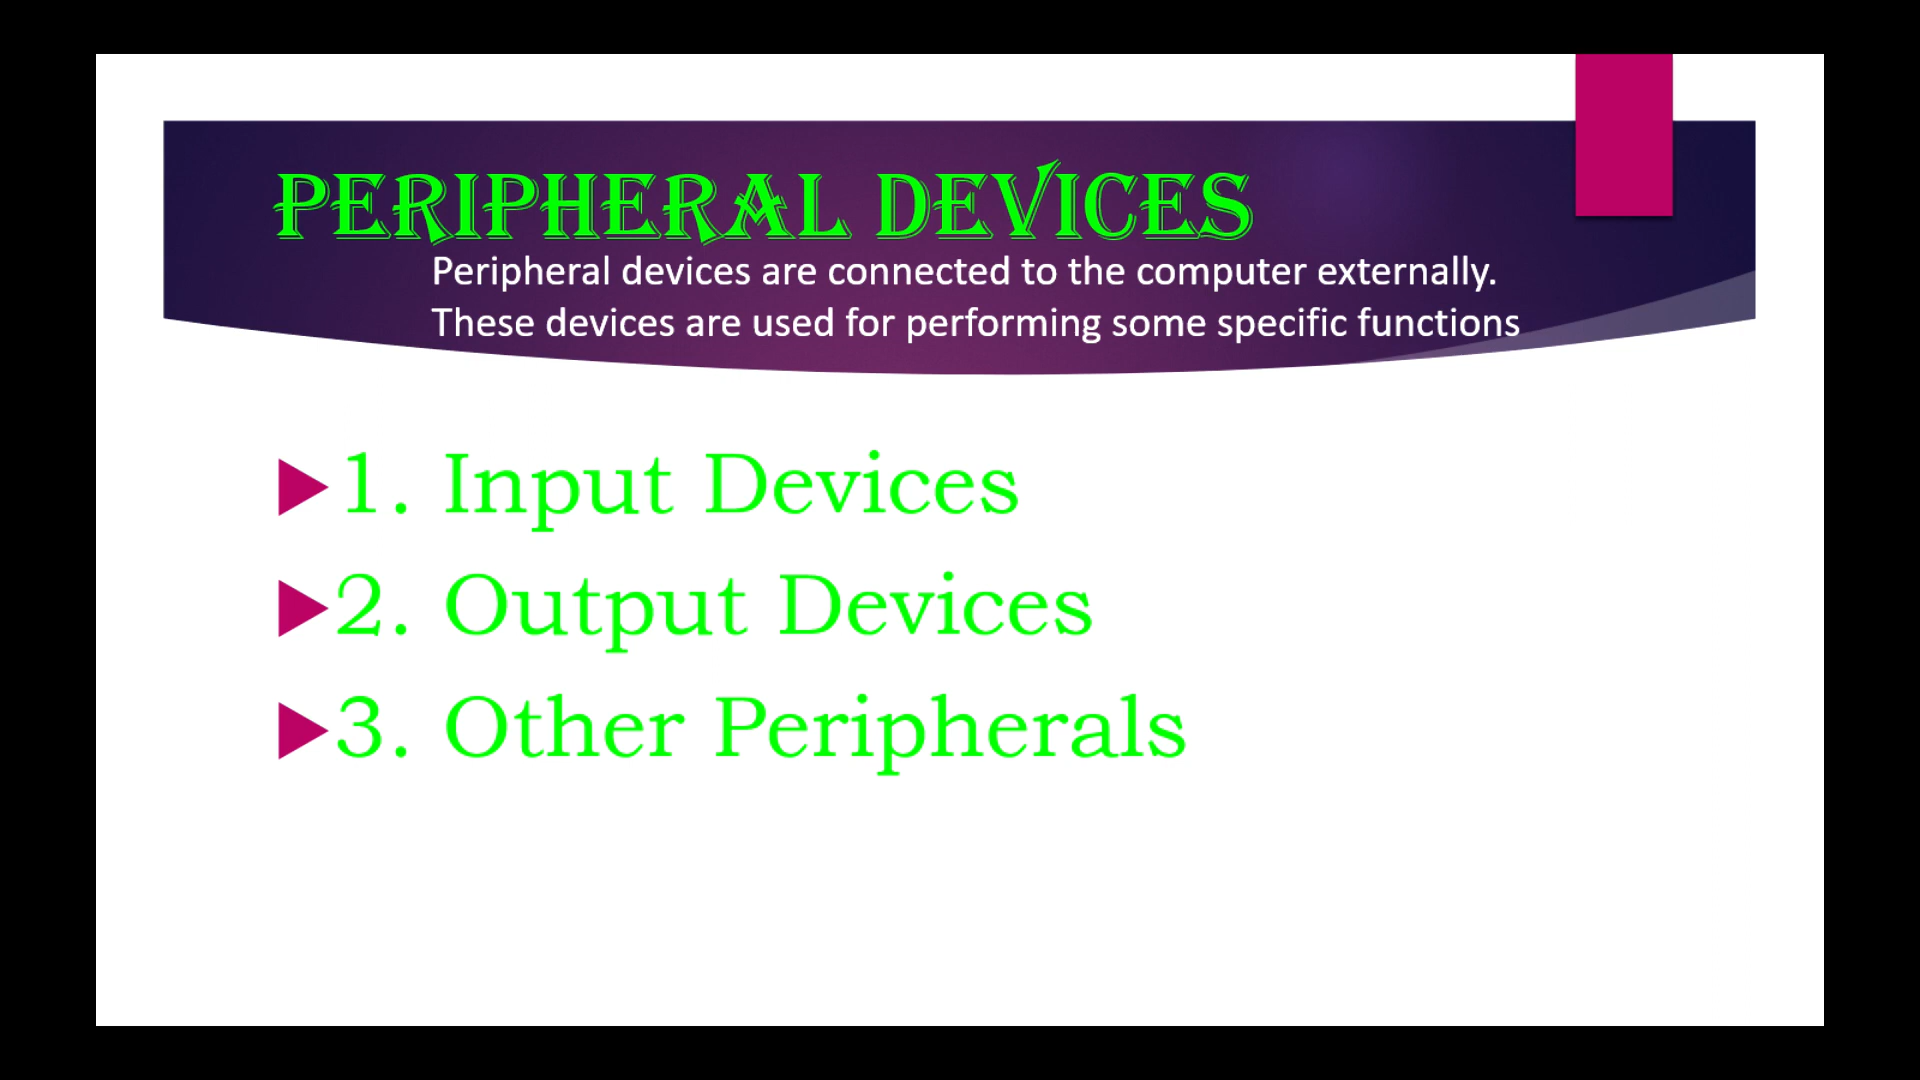 PERIPHERAL DEVICES
Peripheral devices are connected to the computer externally.
These devices are used for performing some specific functions
1. Input Devices
2. Output Devices
3. Other Peripherals